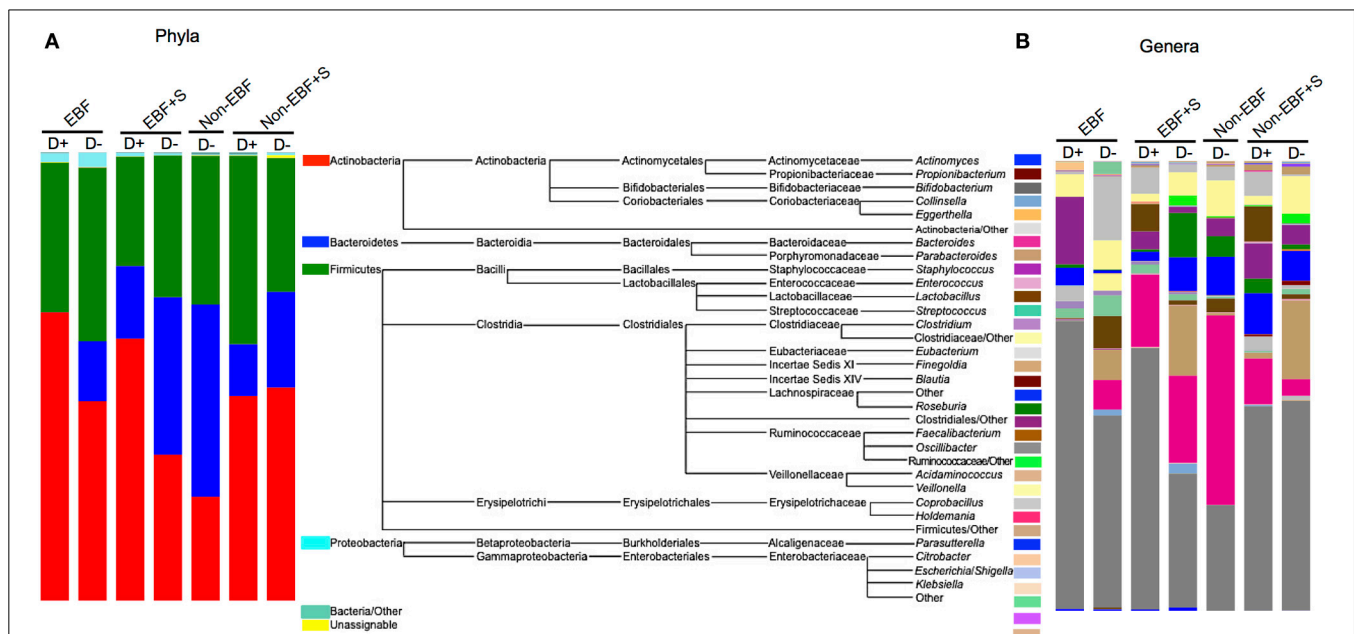 A
Phyla
EBF
EBF+S
Non-EBF
Non-EBF+S
D+ D- D+ D- D- D+ D-
Actinobacteria Actinobacteria Actinomycetales Actinomycetaceae Actinomyces
Propionibacteriaceae Propionibacterium
Bifidobacteriales Bifidobacteriaceae Bifidobacterium
Coriobacteriales Coriobacteriaceae Collinsella
Eggerthella
Actinobacteria/Other
Bacteroidetes Bacteroidia Bacteroidales Bacteroidaceae Bacteroides
Porphyromonadaceae Parabacteroides
Firmicutes Bacilli Bacillales Staphylococcaceae Staphylococcus
Lactobacillales Enterococcaceae Enterococcus
Lactobacillaceae Lactobacillus
Streptococcaceae Streptococcus
Clostridia Clostridiales Clostridiaceae Clostridium
Clostridiaceae/Other
Eubacteriaceae Eubacterium
Incertae Sedis XI Finegoldia
Incertae Sedis XIV Blautia
Lachnospiraceae Other
Roseburia
Clostridiales/Other
Ruminococcaceae Faecalibacterium
Oscillibacter
Ruminococcaceae/Other
Veillonellaceae Acidaminococcus
Veillonella
Erysipelotrichi Erysipelotrichales Erysipelotrichaceae Coprobacillus
Holdemania
Firmicutes/Other
Proteobacteria Betaproteobacteria Burkholderiales Alcaligenaceae Parasutterella
Gammaproteobacteria Enterobacteriales Enterobacteriaceae Citrobacter
Escherichia/Shigella
Klebsiella
Other
Bacteria/Other
Unassignable
B
Genera
EBF
EBF+S
Non-EBF
Non-EBF+S
D+ D- D+ D- D- D+ D-